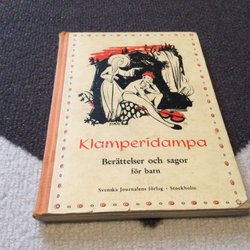 Klamperidampa
Berättelser och sagor
för barn
Svenska Journalens förlag · Stockholm